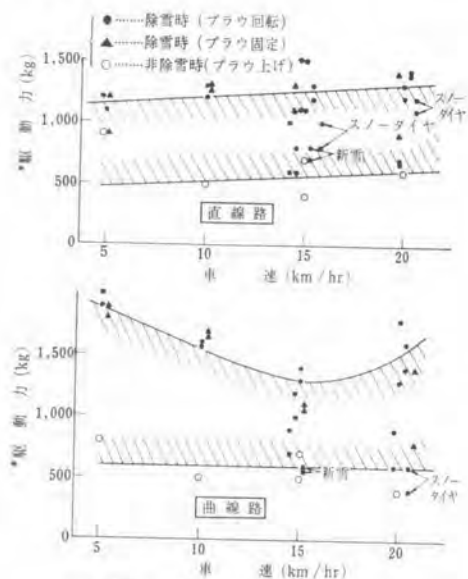 ●……除雪時(プラウ回転)
▲……除雪時(プラウ固定)
○……非除雪時(プラウ上げ)
1,500
1,000
500
0
*駆動力(kg)
スノータイヤ
スノータイヤ
新雪
直線路
5 10 15 20
車速(km/hr)
1,500
1,000
500
0
*駆動力(kg)
新雪
スノータイヤ
曲線路
5 10 15 20
車速(km/hr)